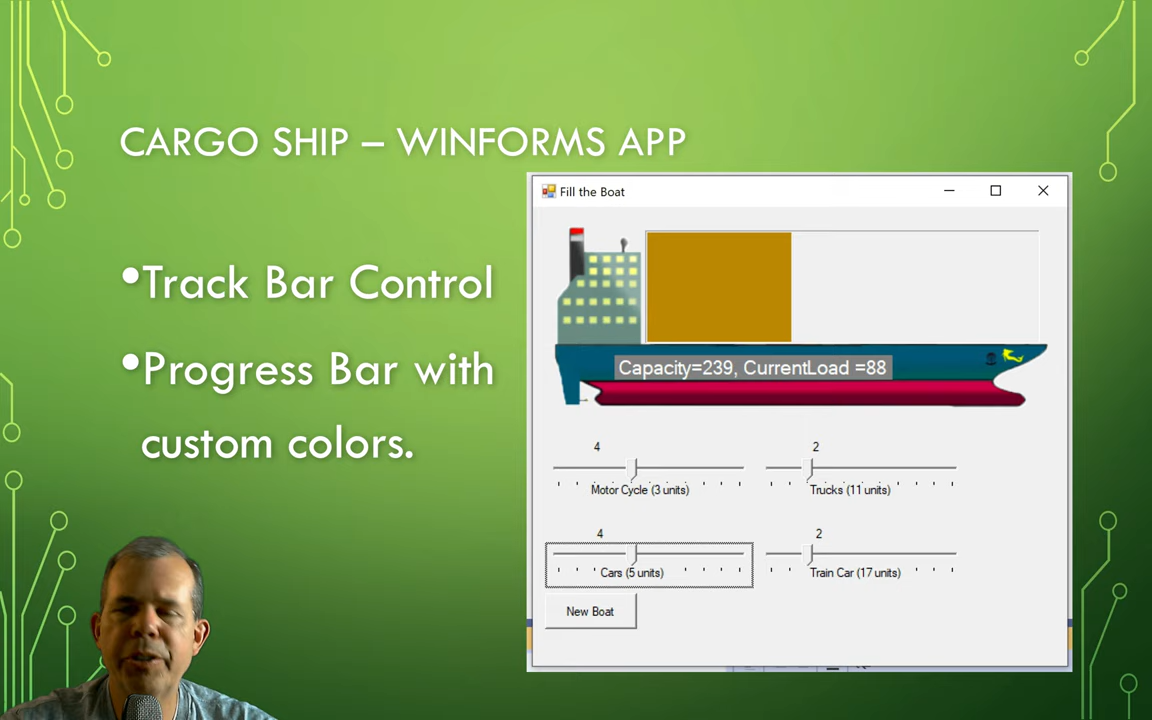 CARGO SHIP – WINFORMS APP
•Track Bar Control
•Progress Bar with
custom colors.
Fill the Boat
Capacity=239, CurrentLoad =88
4
2
Motor Cycle (3 units)
Trucks (11 units)
4
2
Cars (5 units)
Train Car (17 units)
New Boat